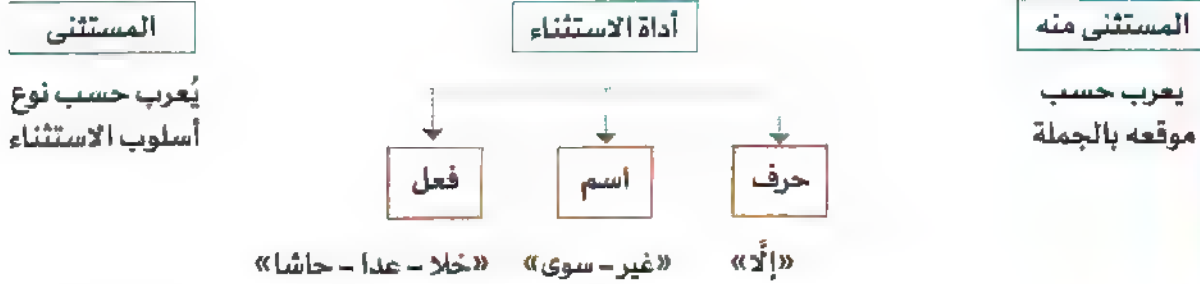 المستثنى منه
يعرب حسب
موقعه بالجملة
أداة الاستثناء
حرف
«إلَّا»
اسم
«غير – سوى»
فعل
«خلا – عدا – حاشا»
المستثنى
يُعرب حسب نوع
أسلوب الاستثناء